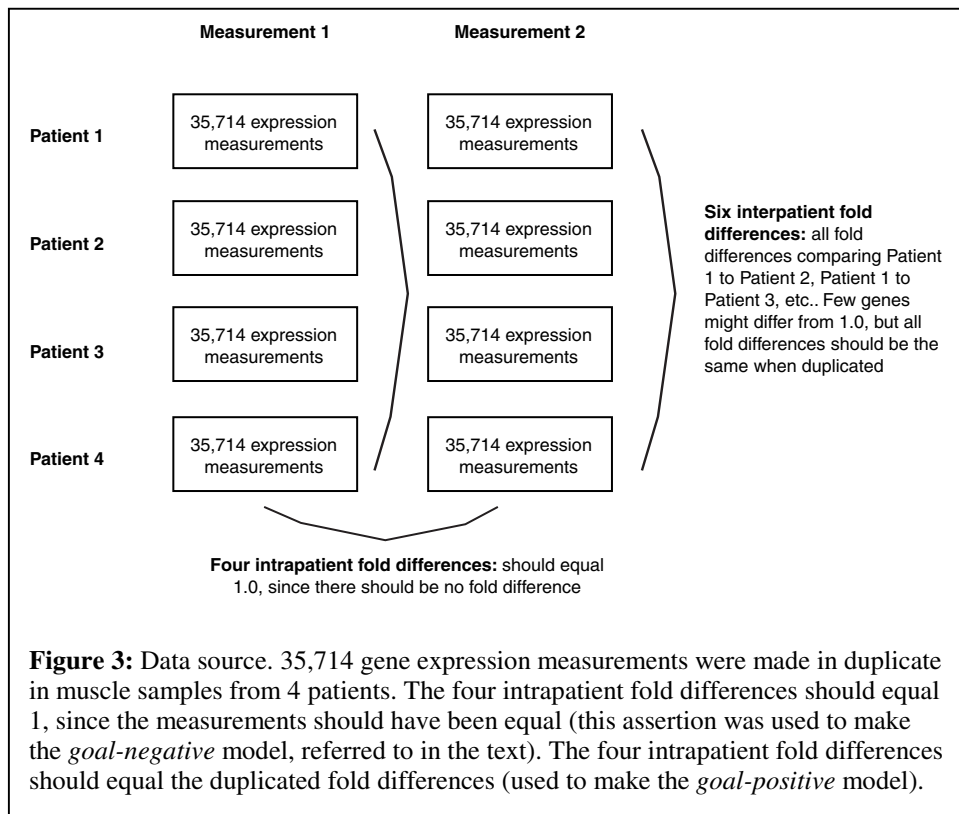 Measurement 1
Measurement 2
Patient 1
35,714 expression
measurements
35,714 expression
measurements
Patient 2
35,714 expression
measurements
35,714 expression
measurements
Patient 3
35,714 expression
measurements
35,714 expression
measurements
Patient 4
35,714 expression
measurements
35,714 expression
measurements
Six interpatient fold
differences: all fold
differences comparing Patient
1 to Patient 2, Patient 1 to
Patient 3, etc.. Few genes
might differ from 1.0, but all
fold differences should be the
same when duplicated
Four intrapatient fold differences: should equal
1.0, since there should be no fold difference
Figure 3: Data source. 35,714 gene expression measurements were made in duplicate
in muscle samples from 4 patients. The four intrapatient fold differences should equal
1, since the measurements should have been equal (this assertion was used to make
the goal-negative model, referred to in the text). The four intrapatient fold differences
should equal the duplicated fold differences (used to make the goal-positive model).